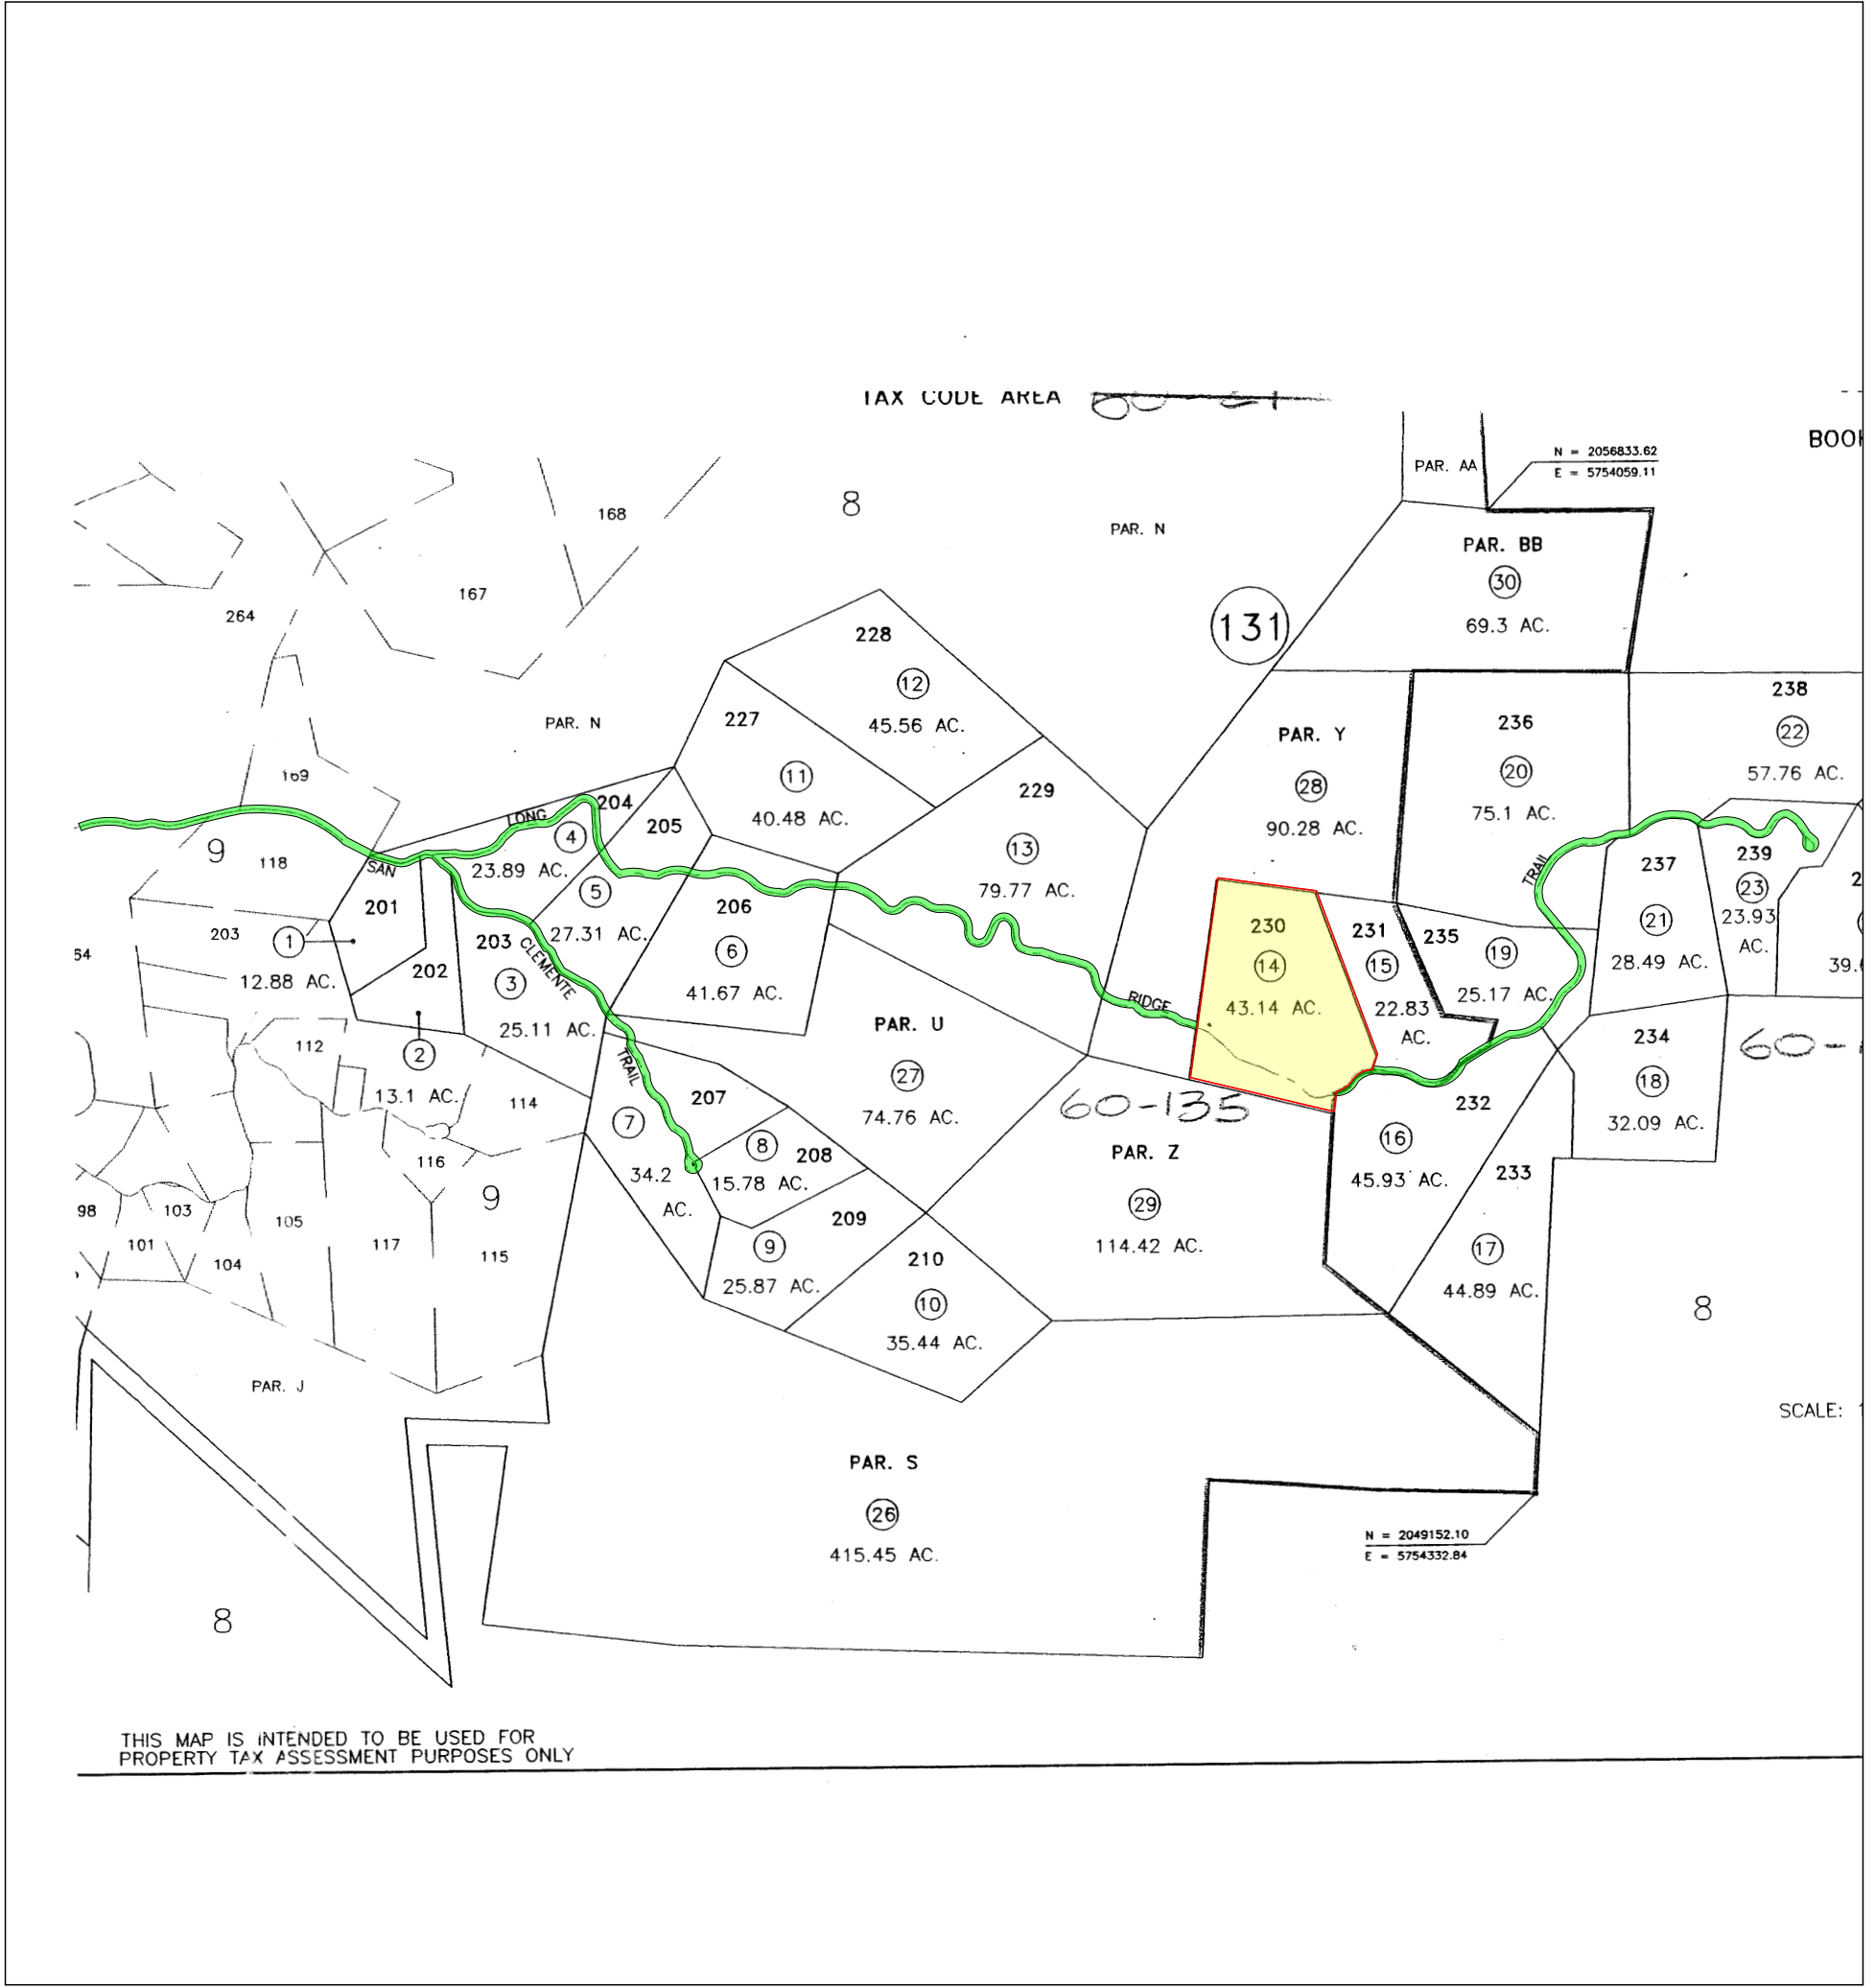 TAX CODE AREA
BOO
PAR. AA
N = 2056833.62
E = 5754059.11
8
168
PAR. N
PAR. BB
30
69.3 AC.
167
264
131
228
12
45.56 AC.
238
22
57.76 AC.
PAR. N
227
11
40.48 AC.
PAR. Y
28
90.28 AC.
236
20
75.1 AC.
169
229
13
79.77 AC.
LONG
204
4
23.89 AC.
205
5
27.31 AC.
9
118
SAN
TRAIL
237
21
28.49 AC.
239
23
23.93
AC.
2
39.
201
1
12.88 AC.
203
54
202
2
13.1 AC.
203
3
25.11 AC.
CLEMENTE
206
6
41.67 AC.
230
14
43.14 AC.
231
15
22.83
AC.
235
19
25.17 AC.
RIDGE
PAR. U
27
74.76 AC.
234
18
32.09 AC.
60-
112
114
TRAIL
207
7
34.2
AC.
60-135
232
16
45.93 AC.
116
8
208
15.78 AC.
PAR. Z
29
114.42 AC.
233
17
44.89 AC.
9
98
103
105
101
104
117
115
209
9
25.87 AC.
210
10
35.44 AC.
8
PAR. J
SCALE:
PAR. S
26
415.45 AC.
N = 2049152.10
E = 5754332.84
8
THIS MAP IS INTENDED TO BE USED FOR
PROPERTY TAX ASSESSMENT PURPOSES ONLY